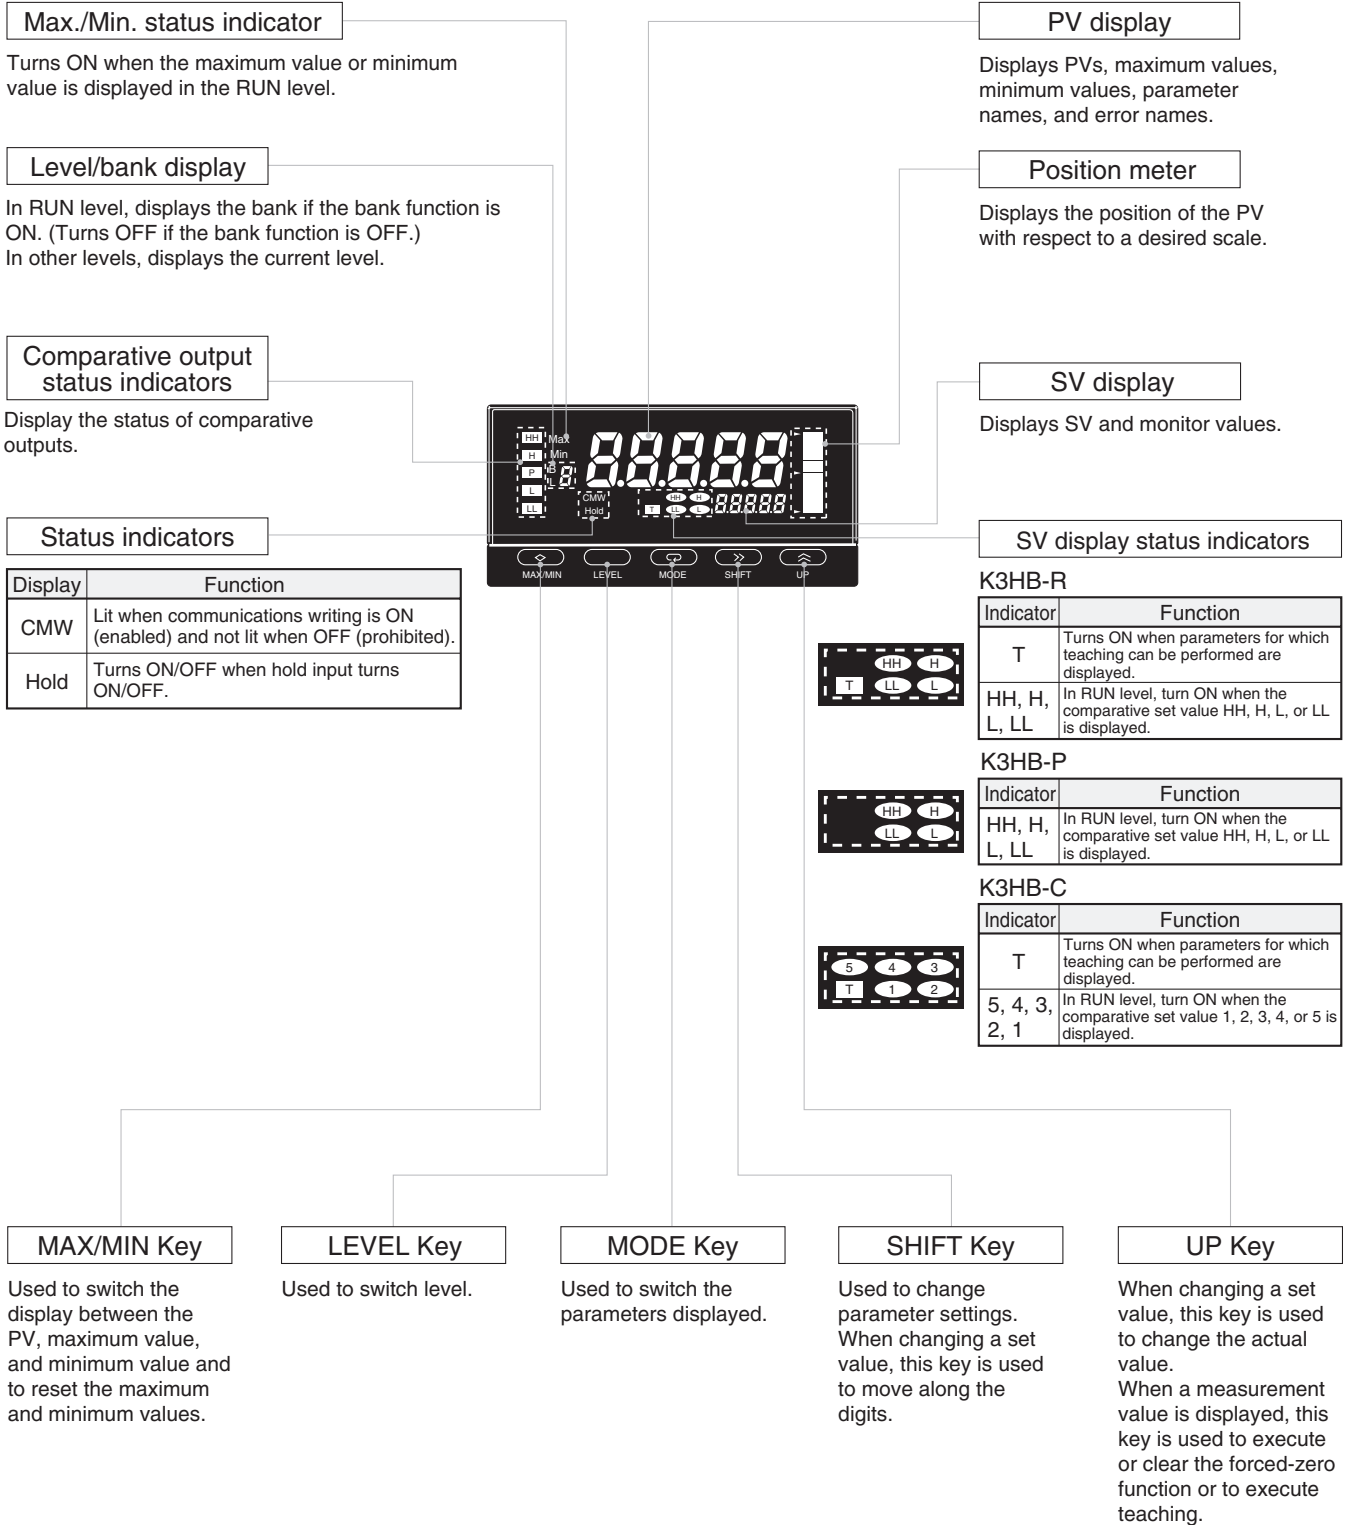 Max./Min. status indicator
Turns ON when the maximum value or minimum
value is displayed in the RUN level.
Level/bank display
In RUN level, displays the bank if the bank function is
ON. (Turns OFF if the bank function is OFF.)
In other levels, displays the current level.
Comparative output
status indicators
Display the status of comparative
outputs.
Status indicators
Display Function
CMW Lit when communications writing is ON
(enabled) and not lit when OFF (prohibited).
Hold Turns ON/OFF when hold input turns
ON/OFF.
PV display
Displays PVs, maximum values,
minimum values, parameter
names, and error names.
Position meter
Displays the position of the PV
with respect to a desired scale.
SV display
Displays SV and monitor values.
SV display status indicators
HH Max
H Min
P B
L L 8
LL
88888
CMW
Hold
HH H
T LL L
88888
MAX/MIN LEVEL MODE SHIFT UP
K3HB-R
Indicator Function
T Turns ON when parameters for which
teaching can be performed are
displayed.
HH, H, In RUN level, turn ON when the
L, LL comparative set value HH, H, L, or LL
is displayed.
HH H
T LL L
K3HB-P
Indicator Function
HH, H, In RUN level, turn ON when the
L, LL comparative set value HH, H, L, or LL
is displayed.
HH H
LL L
K3HB-C
Indicator Function
T Turns ON when parameters for which
teaching can be performed are
displayed.
5, 4, 3, In RUN level, turn ON when the
2, 1 comparative set value 1, 2, 3, 4, or 5 is
displayed.
5 4 3
T 1 2
MAX/MIN Key
Used to switch the
display between the
PV, maximum value,
and minimum value and
to reset the maximum
and minimum values.
LEVEL Key
Used to switch level.
MODE Key
Used to switch the
parameters displayed.
SHIFT Key
Used to change
parameter settings.
When changing a set
value, this key is used
to move along the
digits.
UP Key
When changing a set
value, this key is used
to change the actual
value.
When a measurement
value is displayed, this
key is used to execute
or clear the forced-zero
function or to execute
teaching.